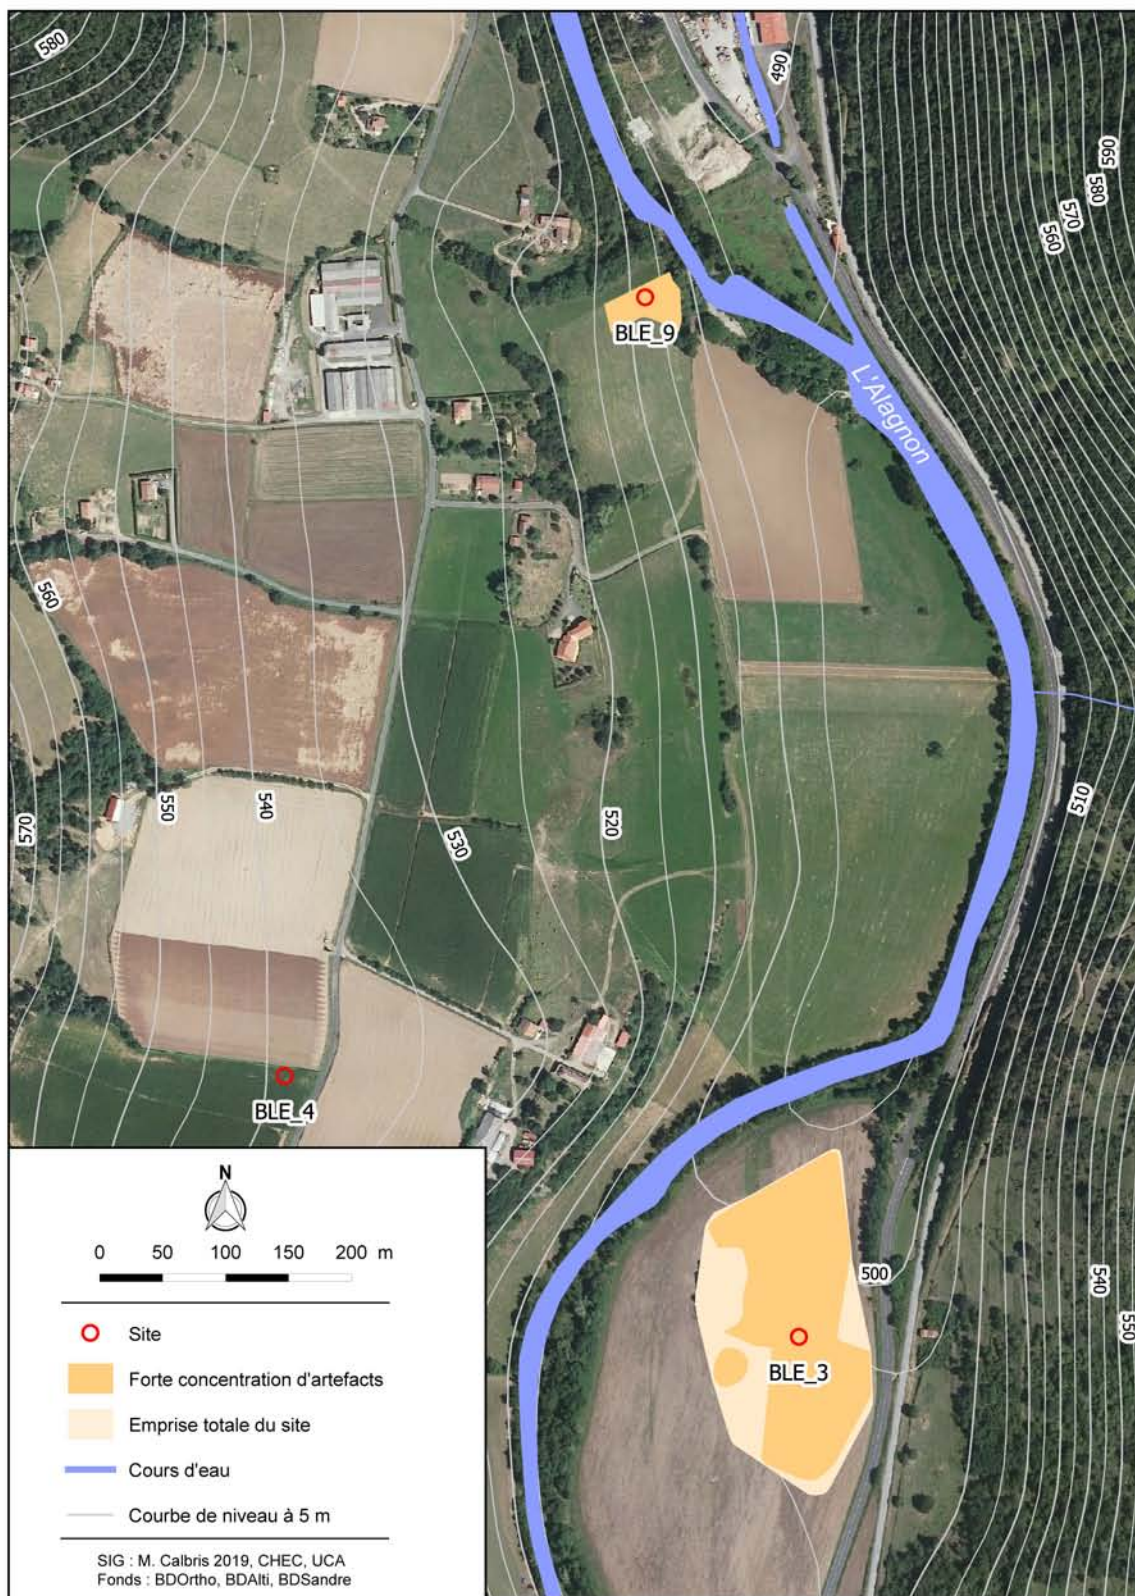 580
490
590
580
570
560
BLE_9
L'Alagnon
560
550
540
530
520
510
570
BLE_4
N
0 50 100 150 200 m
Site
Forte concentration d'artefacts
Emprise totale du site
Cours d'eau
Courbe de niveau à 5 m
SIG : M. Calbris 2019, CHEC, UCA
Fonds : BDOrtho, BDAlti, BDSandre
500
BLE_3
540
550